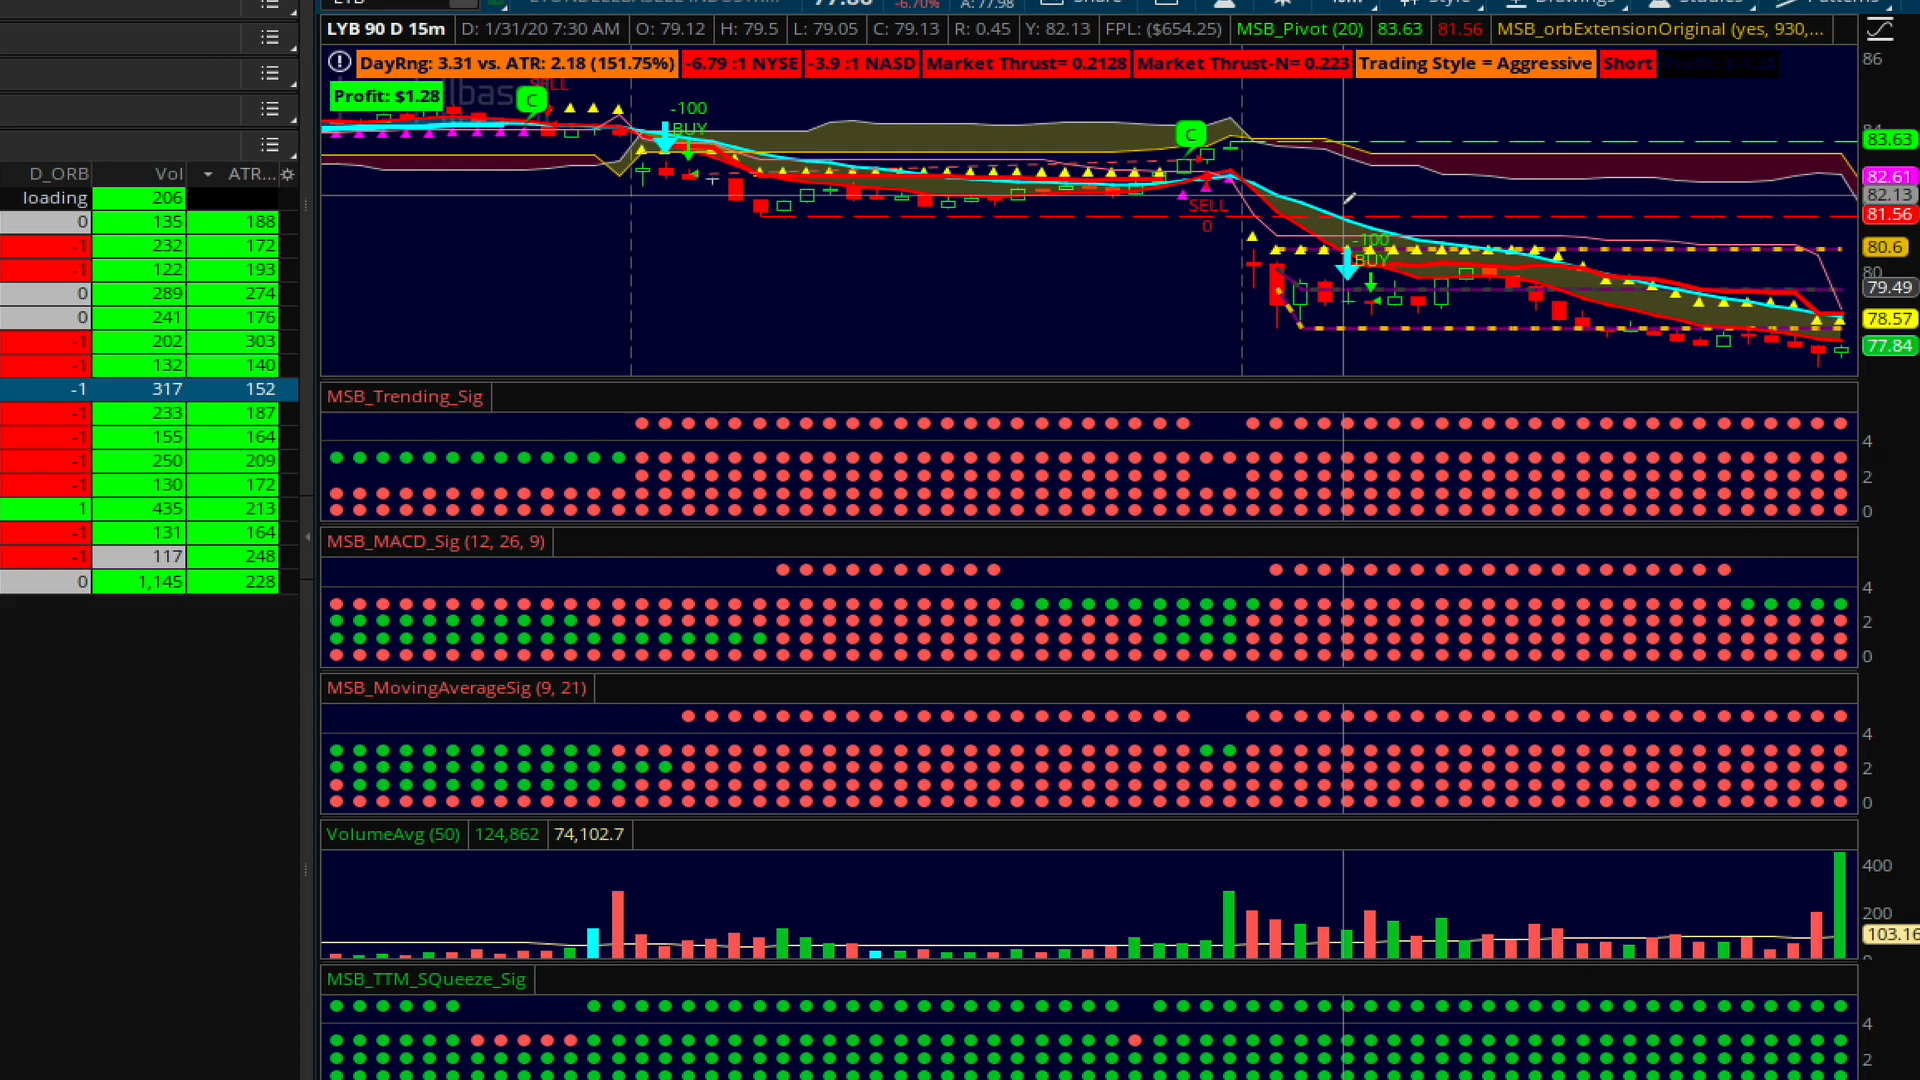 -6.70%
A: 77.98
LYB 90 D 15m D: 1/31/20 7:30 AM O: 79.12 H: 79.5 L: 79.05 C: 79.13 R: 0.45 Y: 82.13 FPL: ($654.25) MSB_Pivot (20) 83.63 81.56 MSB_orbExtensionOriginal (yes, 930,...
DayRng: 3.31 vs. ATR: 2.18 (151.75%) -6.79 :1 NYSE -3.9 :1 NASD Market Thrust= 0.2128 Market Thrust-N= 0.223 Trading Style = Aggressive Short
Profit: $1.28
C
-100
BUY
C
SELL
0
-100
BUY
86
83.63
82.61
82.13
81.56
80.6
80
79.49
78.57
77.84
D_ORB Vol ATR...
loading 206
0 135 188
-1 232 172
-1 122 193
0 289 274
0 241 176
-1 202 303
-1 132 140
-1 317 152
-1 233 187
-1 155 164
-1 250 209
-1 130 172
1 435 213
-1 131 164
-1 117 248
0 1,145 228
MSB_Trending_Sig
4
2
0
MSB_MACD_Sig (12, 26, 9)
4
2
0
MSB_MovingAverageSig (9, 21)
4
2
0
VolumeAvg (50) 124,862 74,102.7
400
200
103.16
MSB_TTM_SQueeze_Sig
4
2